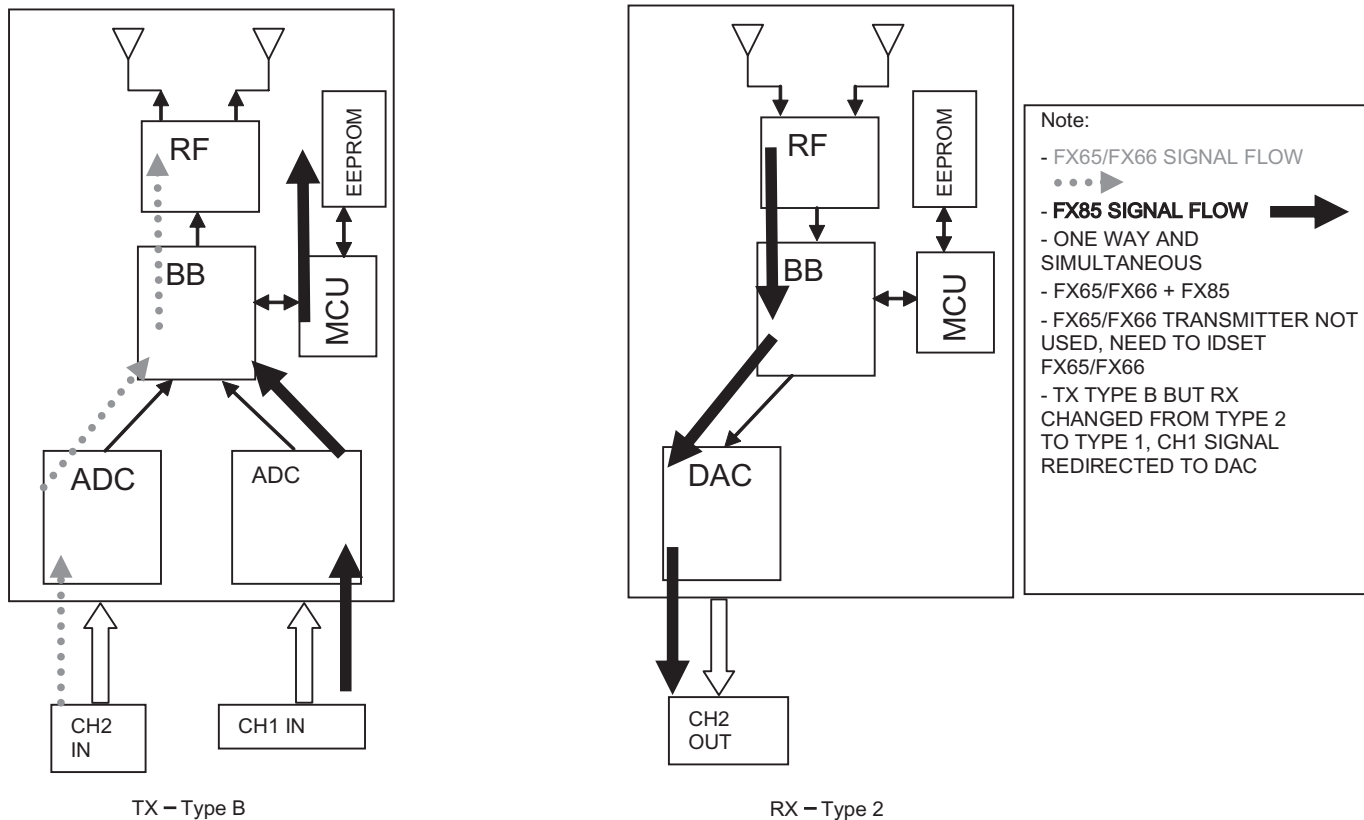 RF
EEPROM
BB
MCU
ADC
ADC
CH2
IN
CH1 IN
TX – Type B
RF
EEPROM
BB
MCU
DAC
CH2
OUT
RX – Type 2
Note:
- FX65/FX66 SIGNAL FLOW
- FX85 SIGNAL FLOW
- ONE WAY AND
SIMULTANEOUS
- FX65/FX66 + FX85
- FX65/FX66 TRANSMITTER NOT
USED, NEED TO IDSET
FX65/FX66
- TX TYPE B BUT RX
CHANGED FROM TYPE 2
TO TYPE 1, CH1 SIGNAL
REDIRECTED TO DAC